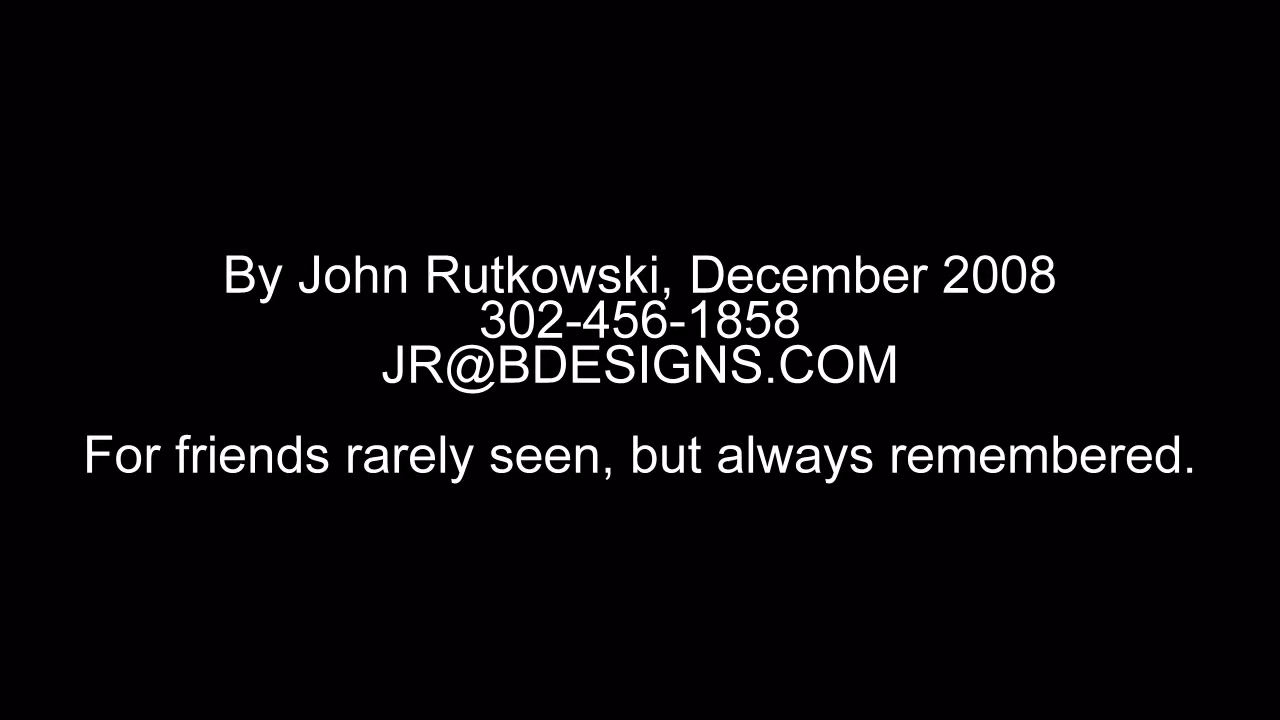 By John Rutkowski, December 2008
302-456-1858
JR@BDESIGNS.COM
For friends rarely seen, but always remembered.